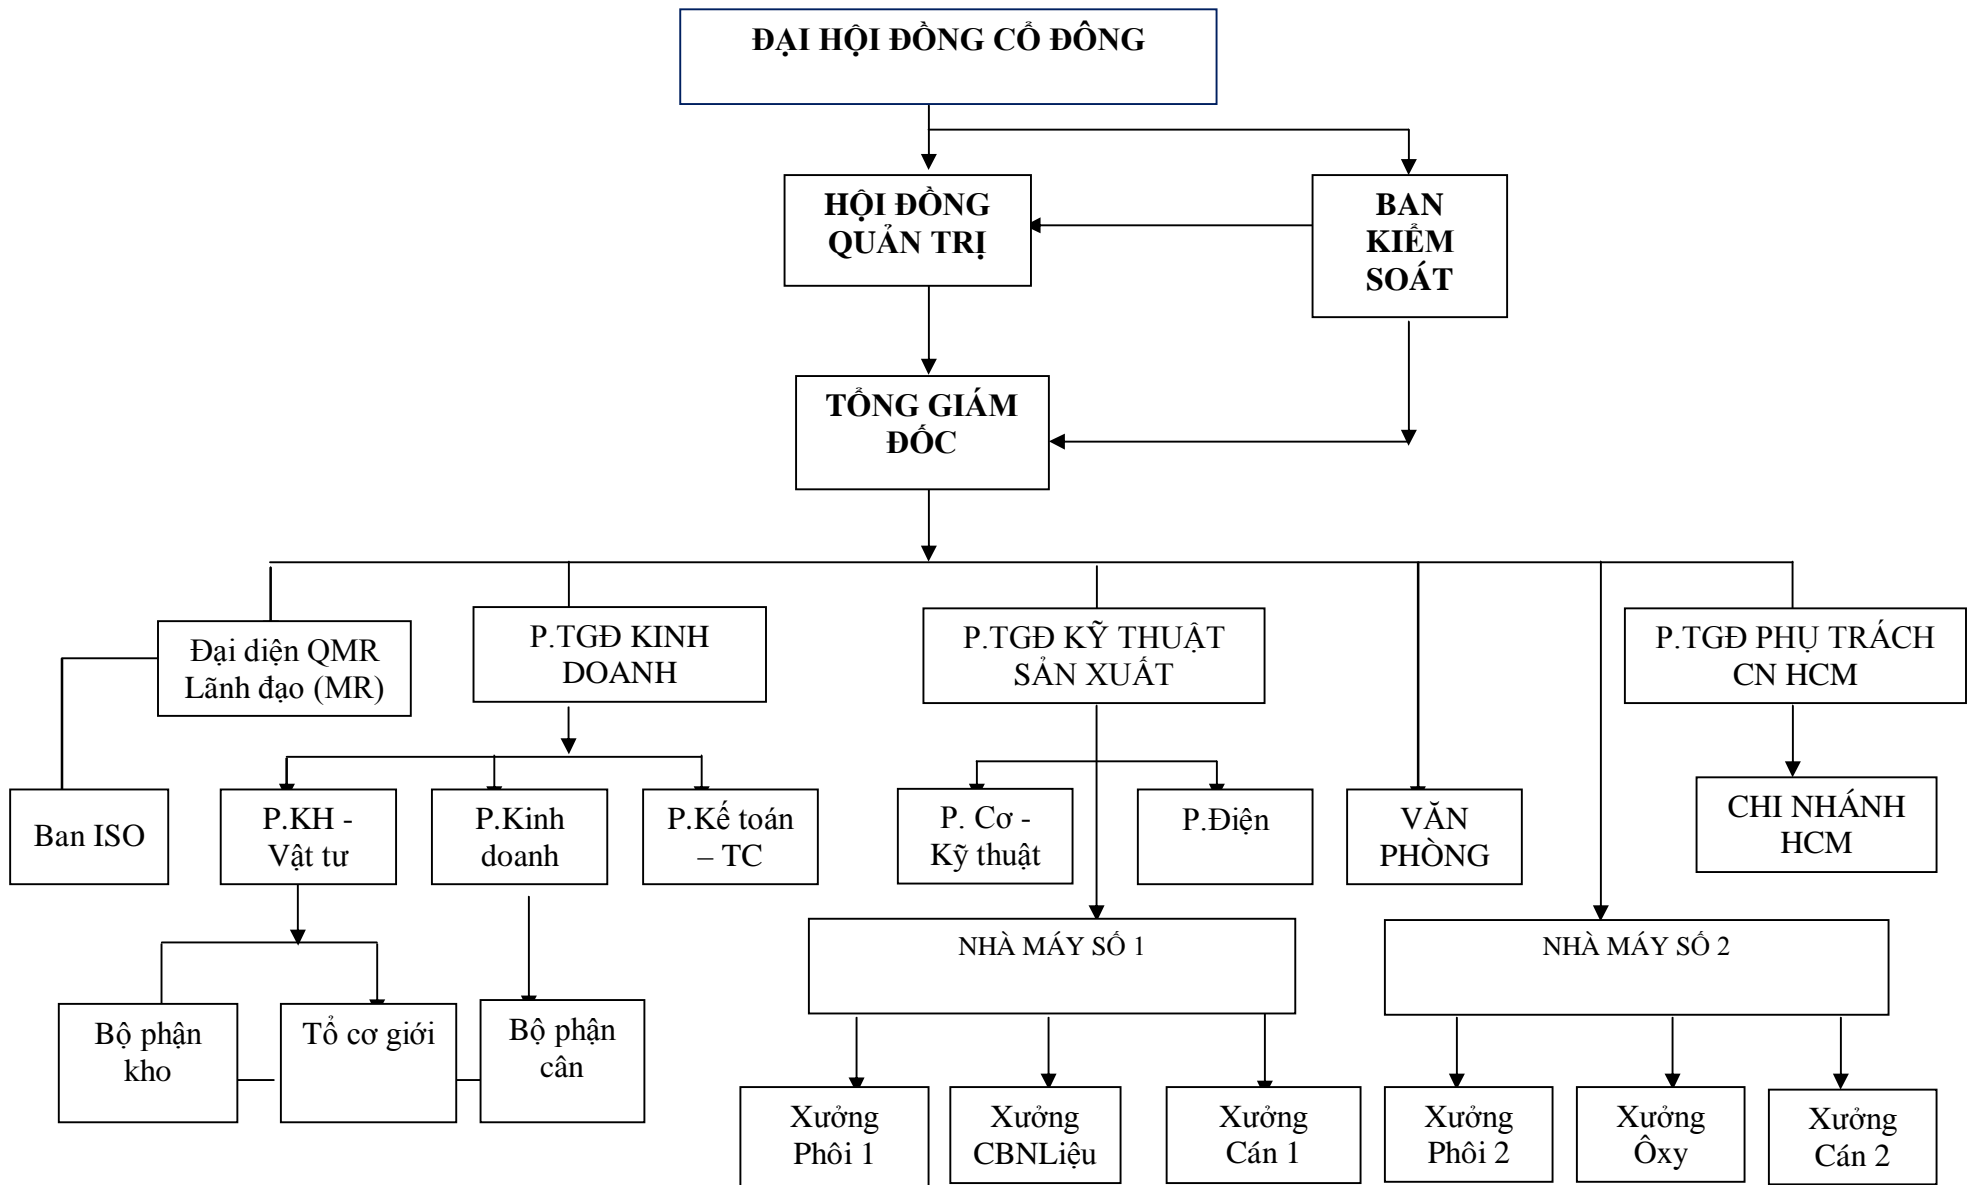 ĐẠI HỘI ĐỒNG CỔ ĐÔNG
HỘI ĐỒNG
QUẢN TRỊ
BAN
KIỂM
SOÁT
TỔNG GIÁM
ĐỐC
Đại diện QMR
Lãnh đạo (MR)
P.TGĐ KINH
DOANH
P.TGĐ KỸ THUẬT
SẢN XUẤT
P.TGĐ PHỤ TRÁCH
CN HCM
Ban ISO
P.KH -
Vật tư
P.Kinh
doanh
P.Kế toán
– TC
P. Cơ -
Kỹ thuật
P.Điện
VĂN
PHÒNG
CHI NHÁNH
HCM
NHÀ MÁY SỐ 1
NHÀ MÁY SỐ 2
Bộ phận
kho
Tổ cơ giới
Bộ phận
cân
Xưởng
Phôi 1
Xưởng
CBNLiệu
Xưởng
Cán 1
Xưởng
Phôi 2
Xưởng
Ôxy
Xưởng
Cán 2